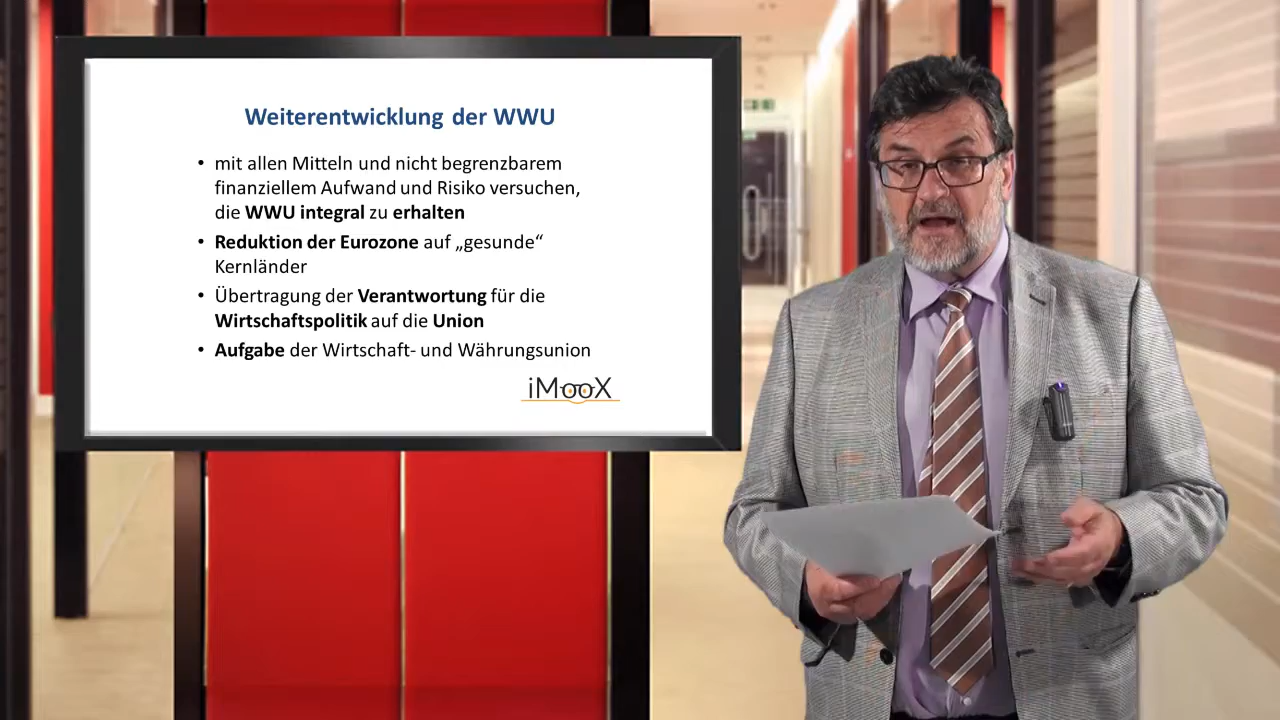 Weiterentwicklung der WWU
• mit allen Mitteln und nicht begrenzbarem
finanziellem Aufwand und Risiko versuchen,
die WWU integral zu erhalten
• Reduktion der Eurozone auf „gesunde“
Kernländer
• Übertragung der Verantwortung für die
Wirtschaftspolitik auf die Union
• Aufgabe der Wirtschaft- und Währungsunion
iMooX